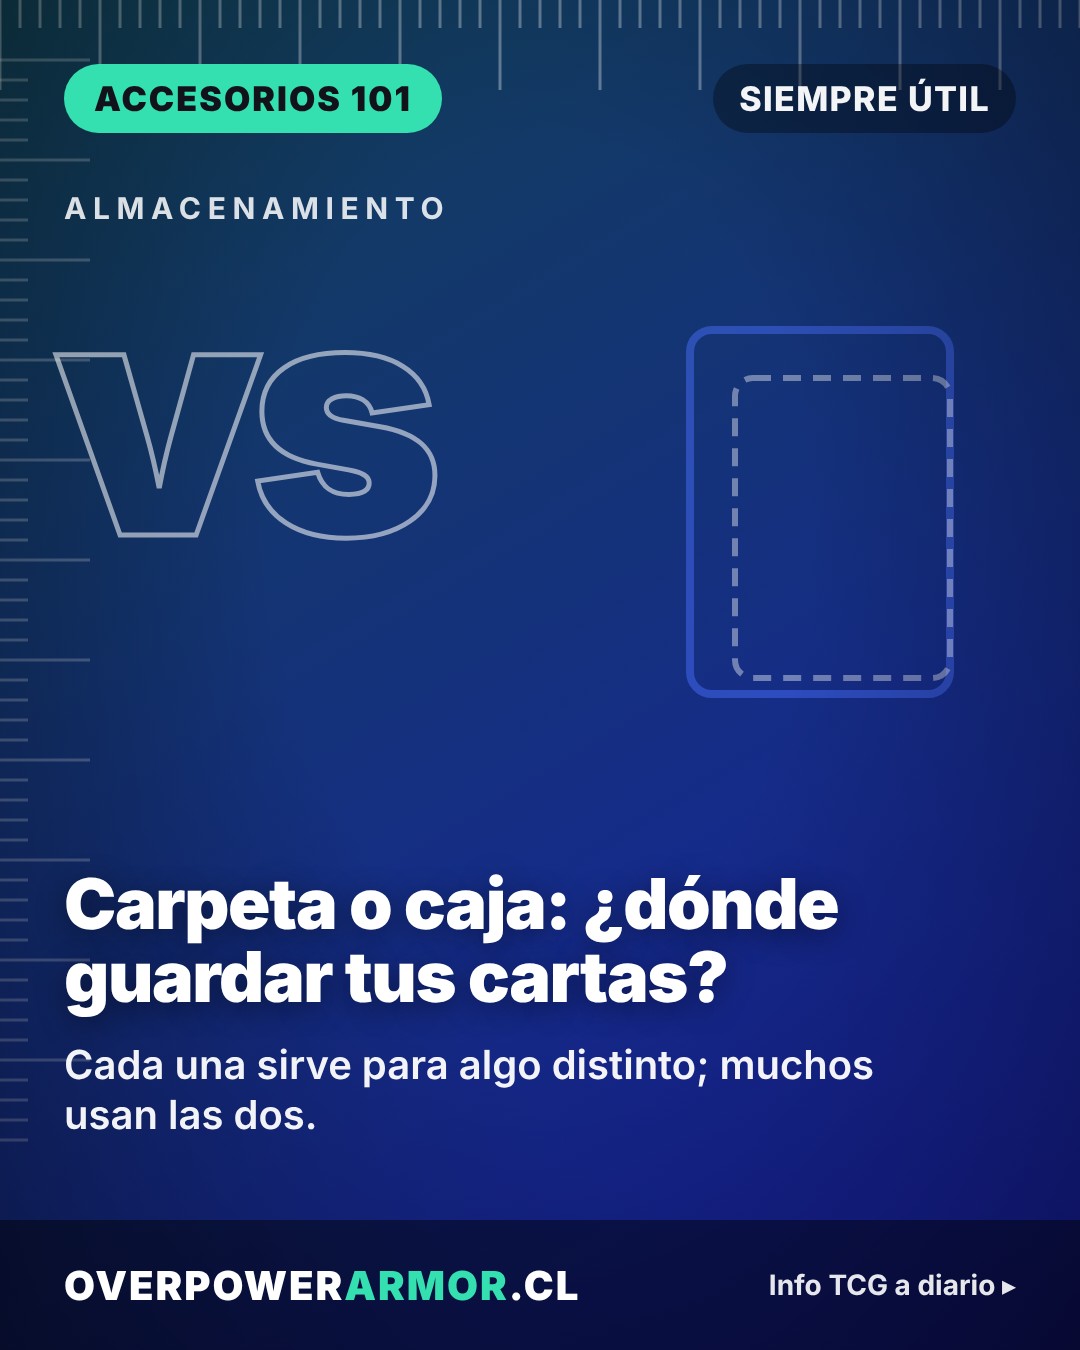 ACCESORIOS 101
SIEMPRE ÚTIL
ALMACENAMIENTO
VS
Carpeta o caja: ¿dónde
guardar tus cartas?
Cada una sirve para algo distinto; muchos
usan las dos.
OVERPOWERARMOR.CL
Info TCG a diario ▸